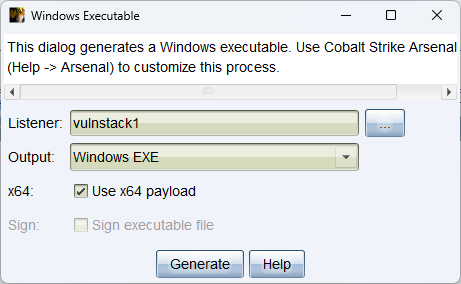 Windows Executable
This dialog generates a Windows executable. Use Cobalt Strike Arsenal
(Help -> Arsenal) to customize this process.
Listener: vulnstack1 ...
Output: Windows EXE
x64: Use x64 payload
Sign: Sign executable file
Generate Help